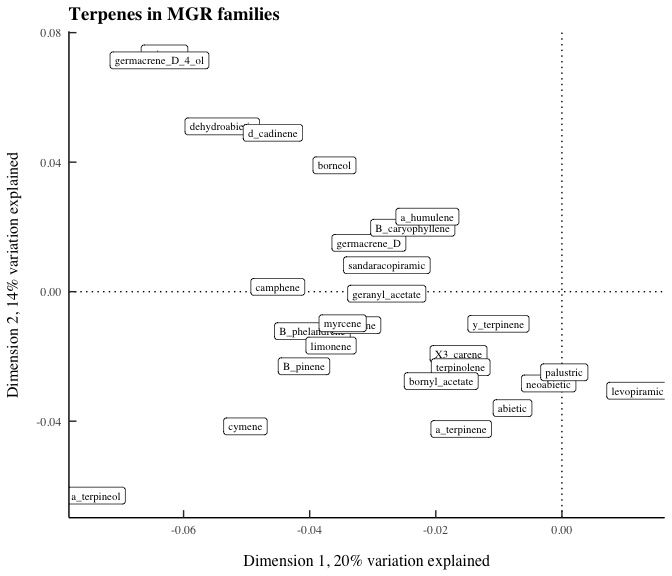 Terpenes in MGR families
0.08
germacrene_D_4_ol
d_cadinene
0.04
borneol
a_humulene
B_caryophyllene
germacrene_D
sandaracopiramic
camphene
0.00
geranyl_acetate
myrcene
y_terpinene
limonene
X3_carene
B_pinene
terpinolene
palustric
bornyl_acetate
neoabietic
levopiramic
abietic
-0.04
cymene
a_terpinene
a_terpineol
-0.06
-0.04
-0.02
0.00
Dimension 1, 20% variation explained
Dimension 2, 14% variation explained